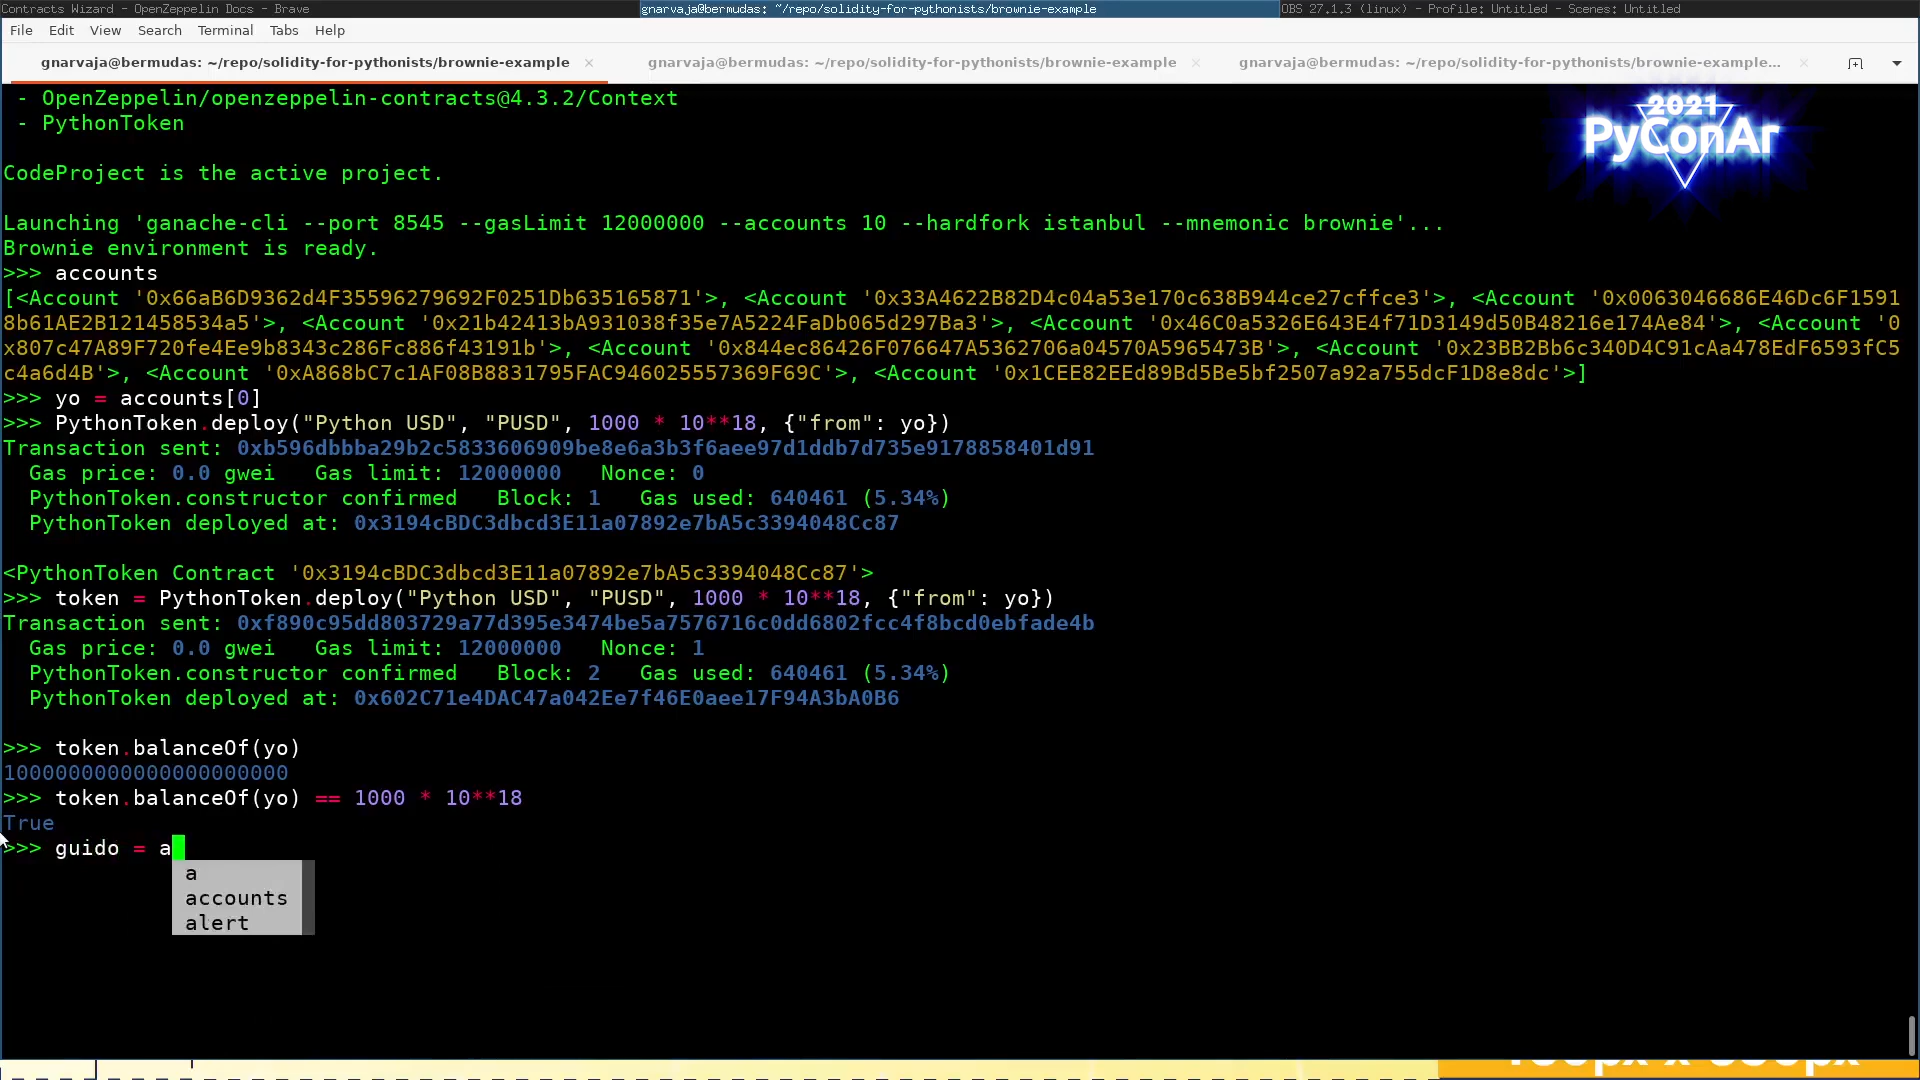 Contracts Wizard - OpenZeppelin Docs - Brave
gnarvaja@bermudas: ~/repo/solidity-for-pythonists/brownie-example
OBS 27.1.3 (linux) - Profile: Untitled - Scenes: Untitled
File Edit View Search Terminal Tabs Help
gnarvaja@bermudas: ~/repo/solidity-for-pythonists/brownie-example ×
gnarvaja@bermudas: ~/repo/solidity-for-pythonists/brownie-example ×
gnarvaja@bermudas: ~/repo/solidity-for-pythonists/brownie-example... ×
- OpenZeppelin/openzeppelin-contracts@4.3.2/Context
- PythonToken
2021
PyConAr
CodeProject is the active project.
Launching 'ganache-cli --port 8545 --gasLimit 12000000 --accounts 10 --hardfork istanbul --mnemonic brownie'...
Brownie environment is ready.
>>> accounts
[<Account '0x66aB6D9362d4F35596279692F0251Db635165871'>, <Account '0x33A4622B82D4c04a53e170c638B944ce27cffce3'>, <Account '0x0063046686E46Dc6F1591
8b61AE2B121458534a5'>, <Account '0x21b42413bA931038f35e7A5224FaDb065d297Ba3'>, <Account '0x46C0a5326E643E4f71D3149d50B48216e174Ae84'>, <Account '0
x807c47A89F720fe4Ee9b8343c286Fc886f43191b'>, <Account '0x844ec86426F076647A5362706a04570A5965473B'>, <Account '0x23BB2Bb6c340D4C91cAa478EdF6593fC5
c4a6d4B'>, <Account '0xA868bC7c1AF08B8831795FAC946025557369F69C'>, <Account '0x1CEE82EEd89Bd5Be5bf2507a92a755dcF1D8e8dc'>]
>>> yo = accounts[0]
>>> PythonToken.deploy("Python USD", "PUSD", 1000 * 10**18, {"from": yo})
Transaction sent: 0xb596dbbba29b2c5833606909be8e6a3b3f6aee97d1ddb7d735e9178858401d91
Gas price: 0.0 gwei Gas limit: 12000000 Nonce: 0
PythonToken.constructor confirmed Block: 1 Gas used: 640461 (5.34%)
PythonToken deployed at: 0x3194cBDC3dbcd3E11a07892e7bA5c3394048Cc87
<PythonToken Contract '0x3194cBDC3dbcd3E11a07892e7bA5c3394048Cc87'>
>>> token = PythonToken.deploy("Python USD", "PUSD", 1000 * 10**18, {"from": yo})
Transaction sent: 0xf890c95dd803729a77d395e3474be5a7576716c0dd6802fcc4f8bcd0ebfade4b
Gas price: 0.0 gwei Gas limit: 12000000 Nonce: 1
PythonToken.constructor confirmed Block: 2 Gas used: 640461 (5.34%)
PythonToken deployed at: 0x602C71e4DAC47a042Ee7f46E0aee17F94A3bA0B6
>>> token.balanceOf(yo)
1000000000000000000000
>>> token.balanceOf(yo) == 1000 * 10**18
True
>>> guido = a
a
accounts
alert